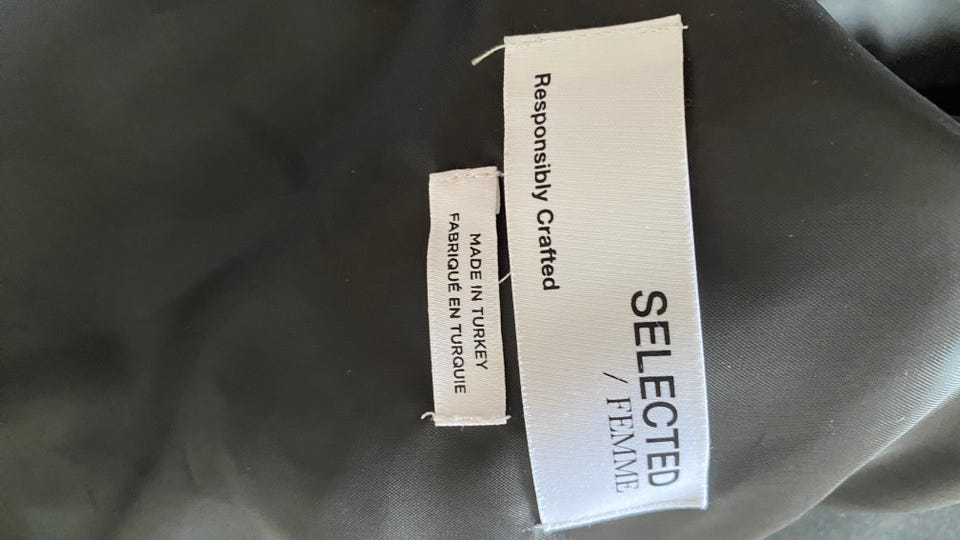 SELECTED
/ FEMME
Responsibly Crafted
MADE IN TURKEY
FABRIQUÉ EN TURQUIE